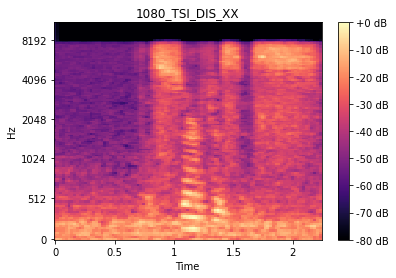 1080_TSI_DIS_XX
+0 dB
8192
-10 dB
4096
-20 dB
-30 dB
2048
Hz
-40 dB
1024
-50 dB
512
-60 dB
-70 dB
0
-80 dB
0
0.5
1
1.5
2
Time